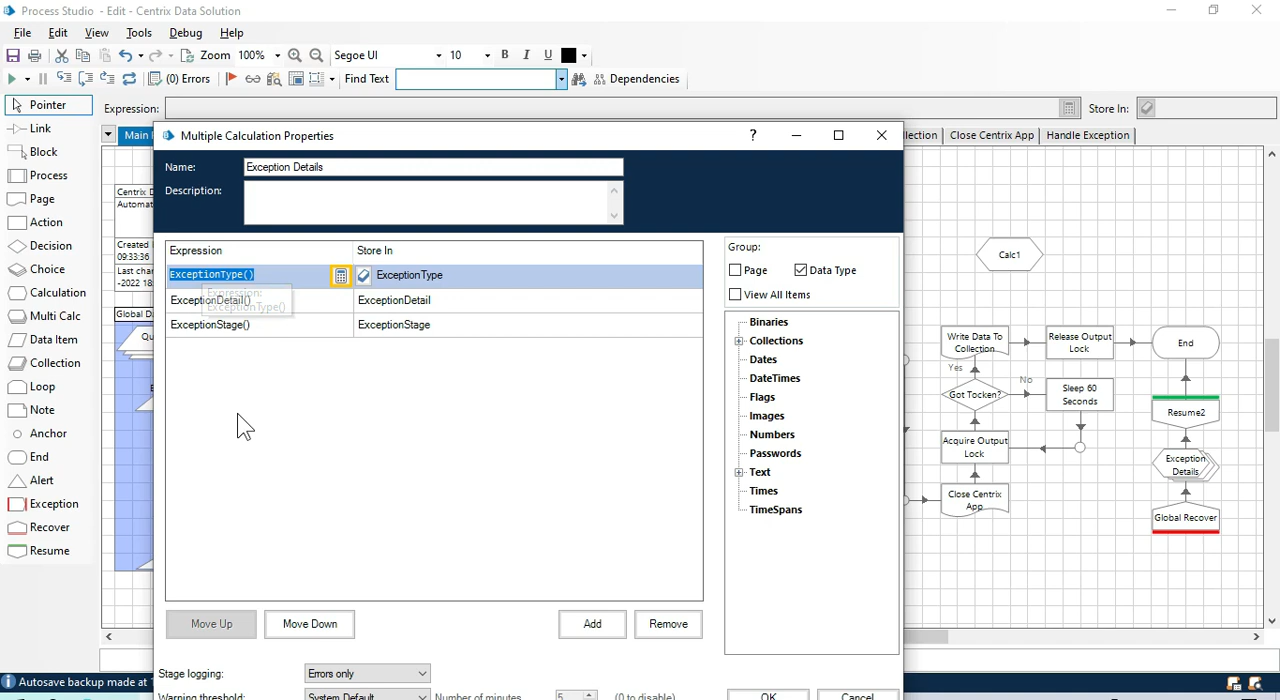 Process Studio - Edit - Centrix Data Solution
File Edit View Tools Debug Help
Zoom 100% Segoe UI 10 B I U
(0) Errors Find Text Dependencies
Pointer Expression: Store In:
Link
Block
Process
Page
Action
Decision
Choice
Calculation
Multi Calc
Data Item
Collection
Loop
Note
Anchor
End
Alert
Exception
Recover
Resume
Main
llection Close Centrix App Handle Exception
Centrix D
Automat
Created
09:33:36
Last char
-2022 18
Global D
Qu
Multiple Calculation Properties ?
Name: Exception Details
Description:
Expression Store In
ExceptionType() ExceptionType
ExceptionDetail() ExceptionDetail
ExceptionStage() ExceptionStage
Expression:
ExceptionType()
Group:
Page Data Type
View All Items
Binaries
Collections
Dates
DateTimes
Flags
Images
Numbers
Passwords
Text
Times
TimeSpans
Move Up Move Down Add Remove
Stage logging: Errors only
Warning threshold: System Default Number of minutes 5 (0 to disable)
OK Cancel
Calc1
Write Data To
Collection
Release Output
Lock
End
Yes
No
Got Tocken?
Sleep 60
Seconds
Resume2
Acquire Output
Lock
Exception
Details
Close Centrix
App
Global Recover
Autosave backup made at 1